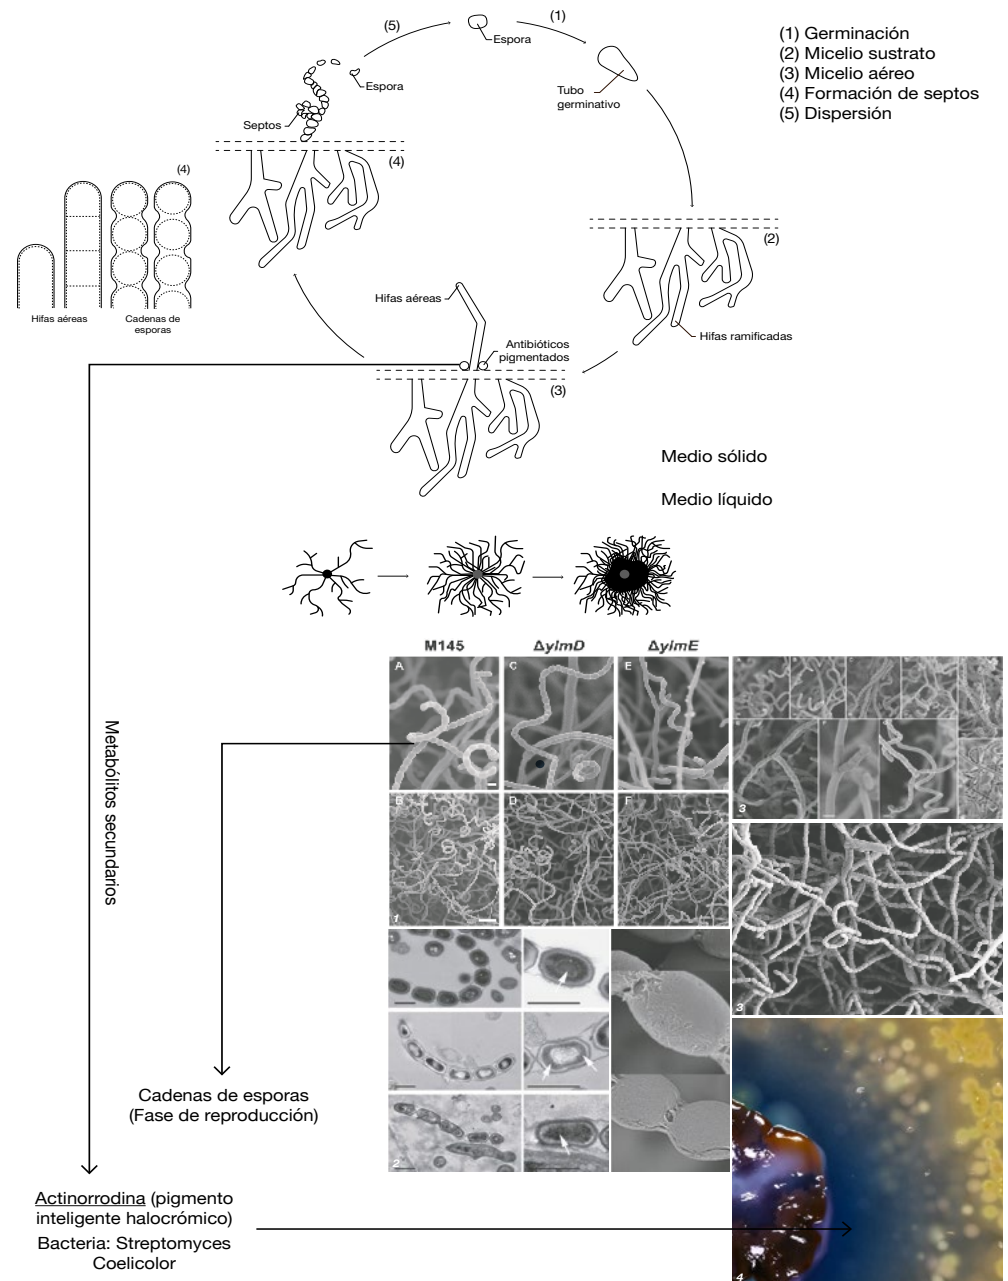 (5)
(1)
Espora
(1) Germinación
(2) Micelio sustrato
(3) Micelio aéreo
(4) Formación de septos
(5) Dispersión
Espora
Tubo
germinativo
Septos
(4)
(4)
(2)
Hifas aéreas
Cadenas de
esporas
Hifas aéreas
Antibióticos
pigmentados
Hifas ramificadas
(3)
Medio sólido
Medio líquido
M145
ΔylmD
ΔylmE
A
C
E
B
D
F
1
2
3
3
4
Metabólitos secundarios
Cadenas de esporas
(Fase de reproducción)
Actinorrodina (pigmento
inteligente halocrómico)
Bacteria: Streptomyces
Coelicolor